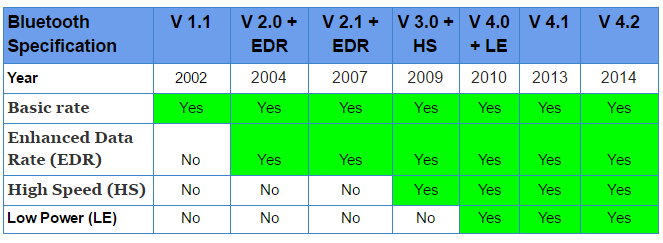 Bluetooth Specification V 1.1 V 2.0 + EDR V 2.1 + EDR V 3.0 + HS V 4.0 + LE V 4.1 V 4.2
Year 2002 2004 2007 2009 2010 2013 2014
Basic rate Yes Yes Yes Yes Yes Yes Yes
Enhanced Data Rate (EDR) No Yes Yes Yes Yes Yes Yes
High Speed (HS) No No No Yes Yes Yes Yes
Low Power (LE) No No No No Yes Yes Yes